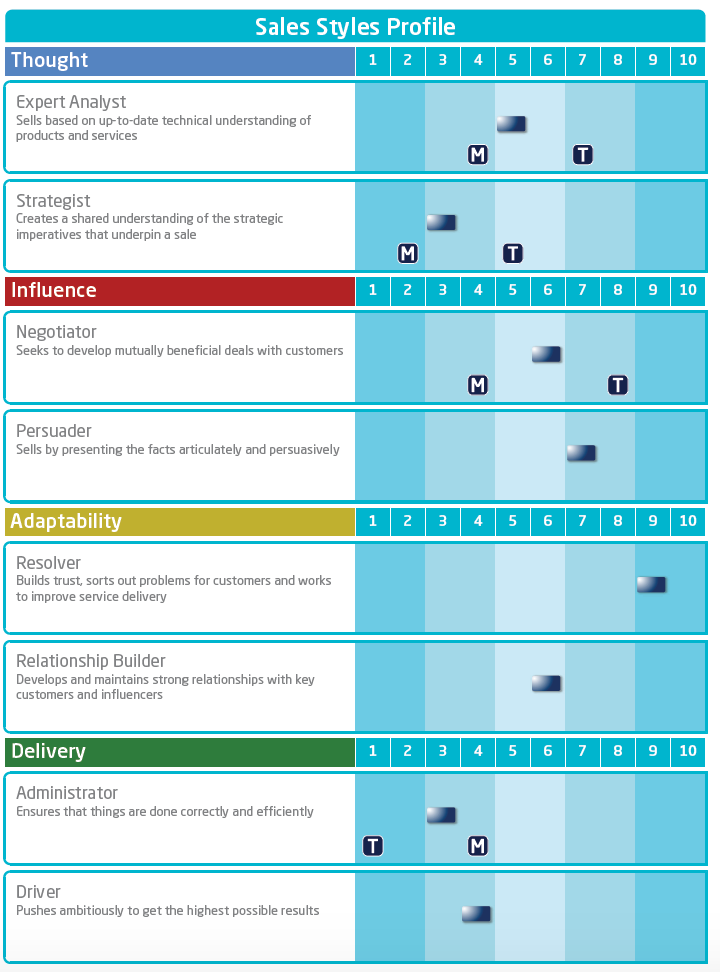 Sales Styles Profile
Thought 1 2 3 4 5 6 7 8 9 10
Expert Analyst
Sells based on up-to-date technical understanding of
products and services
M T
Strategist
Creates a shared understanding of the strategic
imperatives that underpin a sale
M T
Influence 1 2 3 4 5 6 7 8 9 10
Negotiator
Seeks to develop mutually beneficial deals with customers
M T
Persuader
Sells by presenting the facts articulately and persuasively
Adaptability 1 2 3 4 5 6 7 8 9 10
Resolver
Builds trust, sorts out problems for customers and works
to improve service delivery
Relationship Builder
Develops and maintains strong relationships with key
customers and influencers
Delivery 1 2 3 4 5 6 7 8 9 10
Administrator
Ensures that things are done correctly and efficiently
T M
Driver
Pushes ambitiously to get the highest possible results